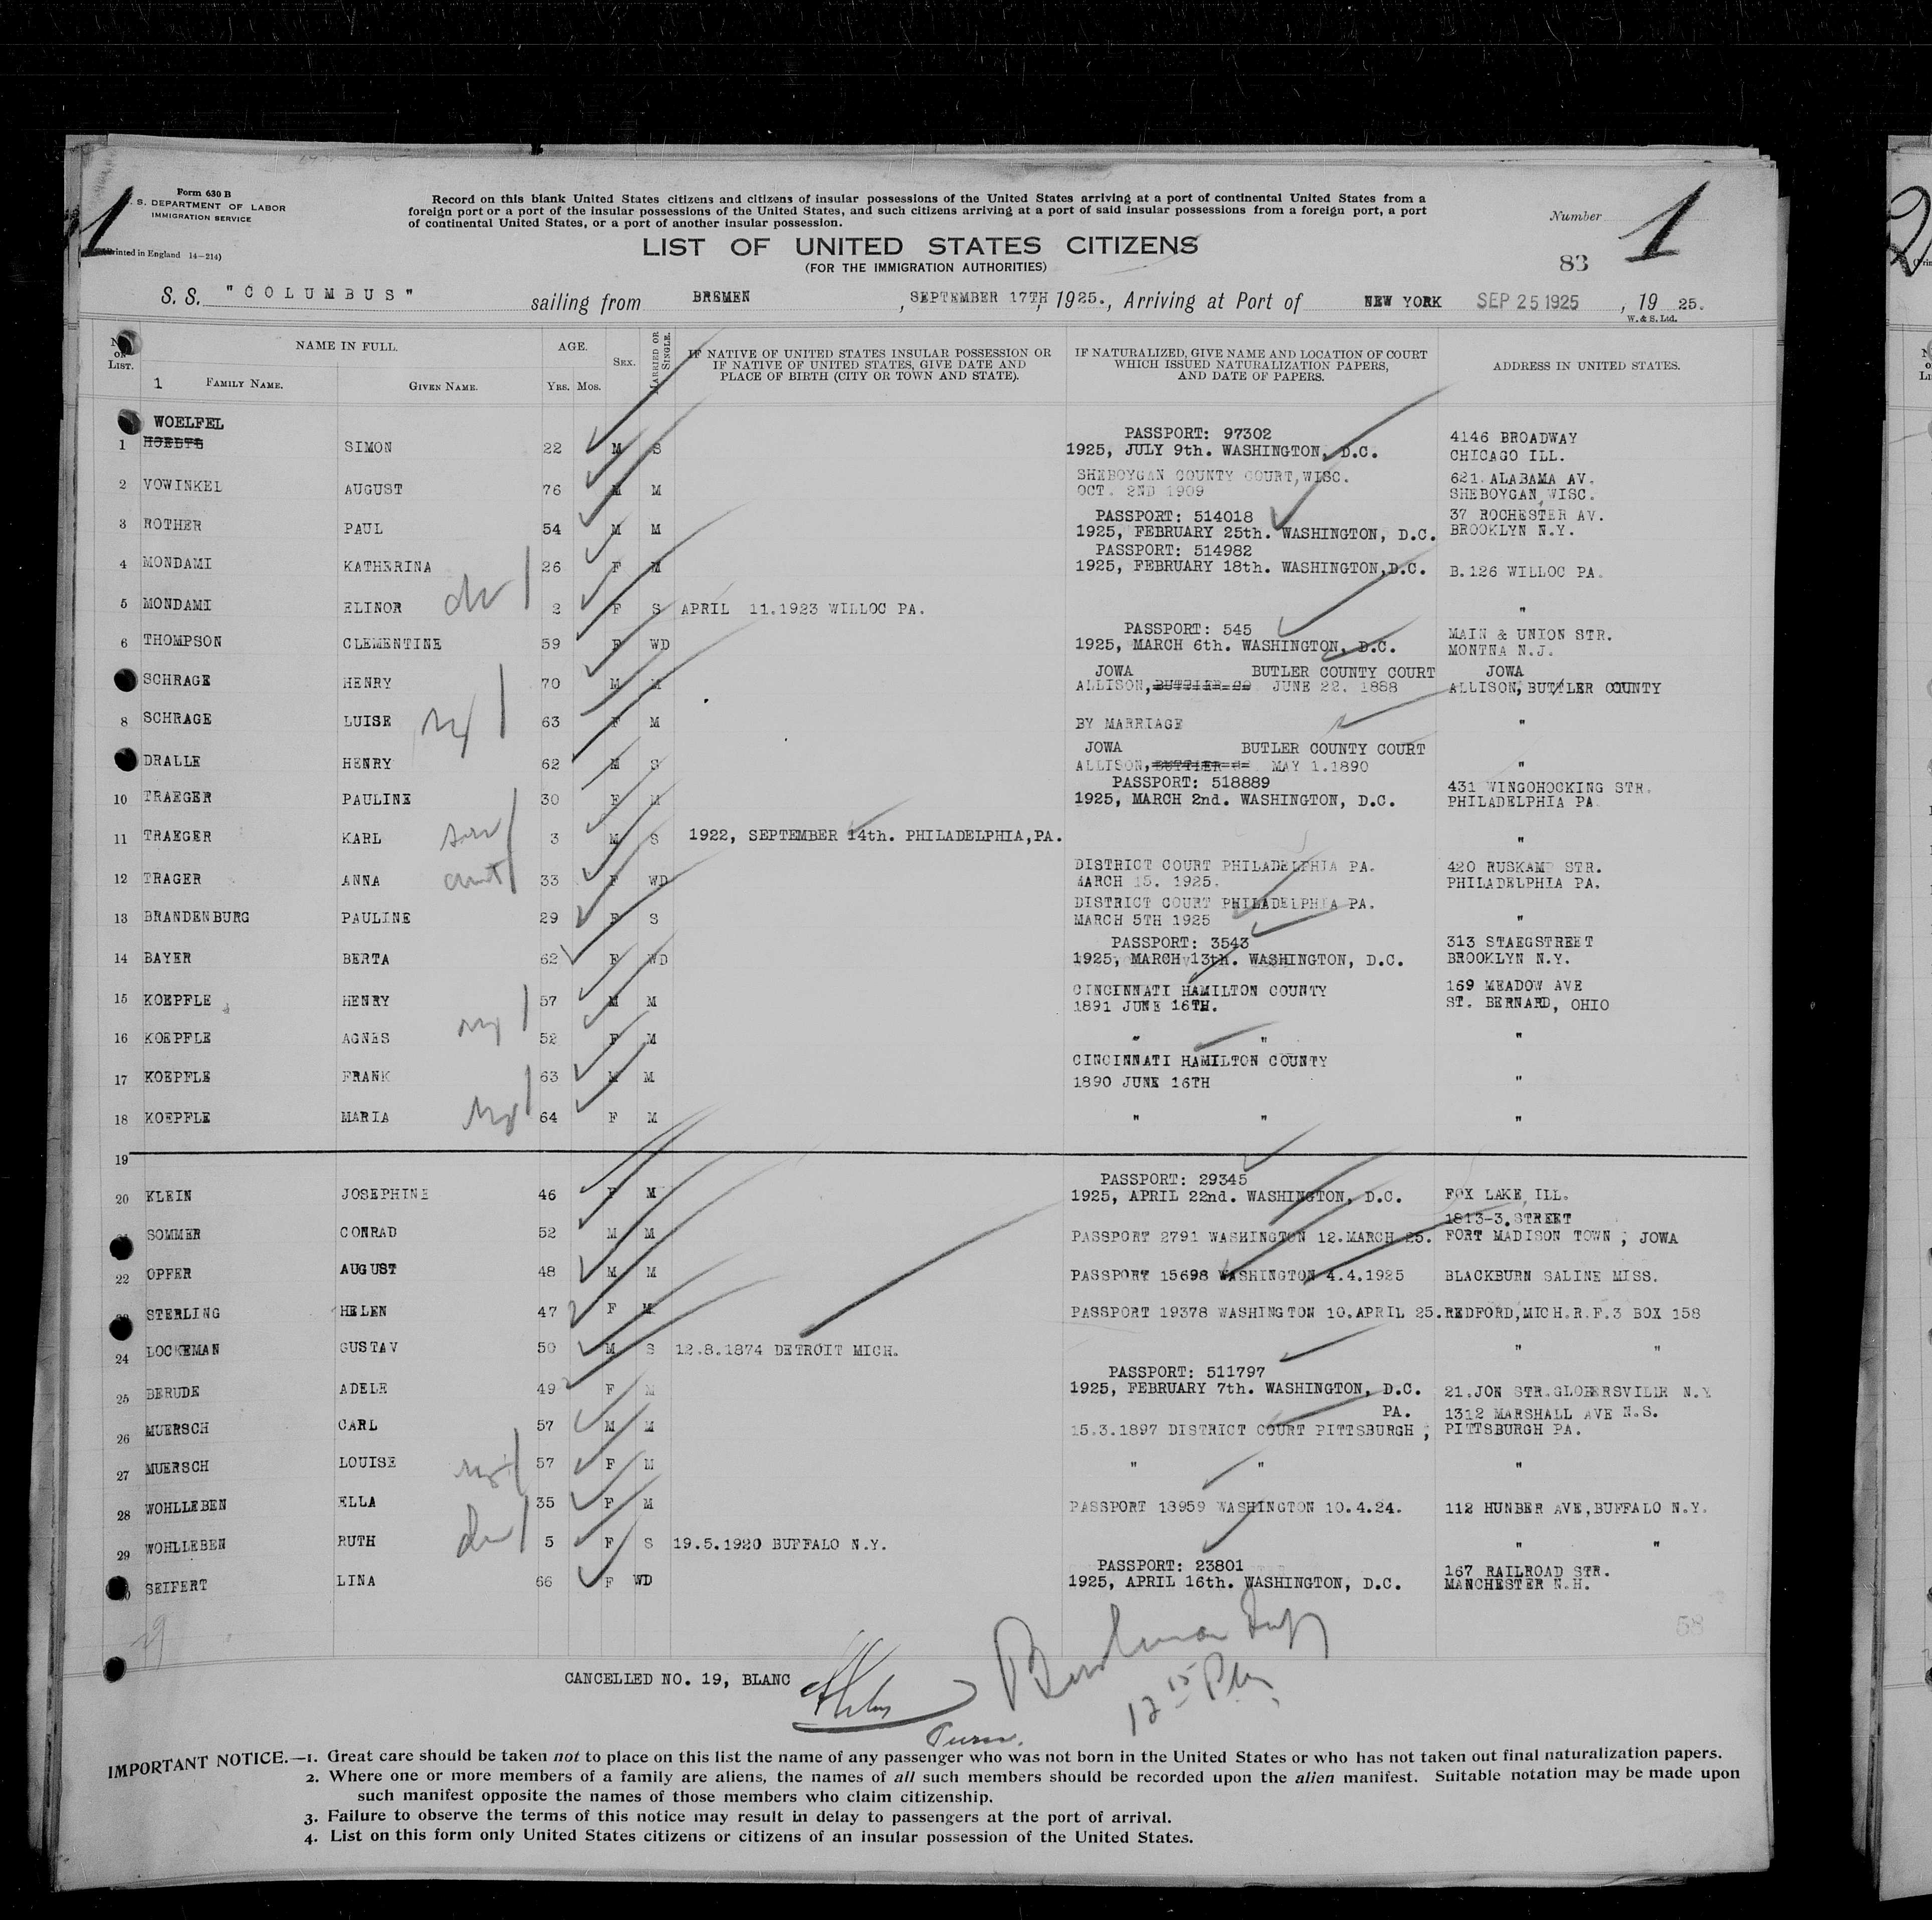 Form 630 B
S. DEPARTMENT OF LABOR
IMMIGRATION SERVICE
Printed in England 14—214)
Record on this blank United States citizens and citizens of insular possessions of the United States arriving at a port of continental United States from a
foreign port or a port of the insular possessions of the United States, and such citizens arriving at a port of said insular possessions from a foreign port, a port
of continental United States, or a port of another insular possession.
Number 1
1
LIST OF UNITED STATES CITIZENS
(FOR THE IMMIGRATION AUTHORITIES)
83
S. S. "COLUMBUS" sailing from BREMEN, SEPTEMBER 17TH, 1925., Arriving at Port of NEW YORK SEP 25 1925, 19 25.
W. & S. Ltd.
No. on List. NAME IN FULL. AGE. Sex. Married or Single. IF NATIVE OF UNITED STATES INSULAR POSSESSION OR IF NATIVE OF UNITED STATES, GIVE DATE AND PLACE OF BIRTH (CITY OR TOWN AND STATE). IF NATURALIZED, GIVE NAME AND LOCATION OF COURT WHICH ISSUED NATURALIZATION PAPERS, AND DATE OF PAPERS. ADDRESS IN UNITED STATES.
1 Family Name. Given Name. Yrs. Mos.
WOELFEL PASSPORT: 97302 4146 BROADWAY
1 SIMON 22 M S 1925, JULY 9th. WASHINGTON, D.C. CHICAGO ILL.
SHEBOYGAN COUNTY COURT, WISC. 621 ALABAMA AV.
2 VOWINKEL AUGUST 76 M M OCT. 2ND 1909 SHEBOYGAN, WISC.
PASSPORT: 514018 37 ROCHESTER AV.
3 ROTHER PAUL 54 M M 1925, FEBRUARY 25th. WASHINGTON, D.C. BROOKLYN N.Y.
PASSPORT: 514982
4 MONDAMI KATHERINA 26 F M 1925, FEBRUARY 18th. WASHINGTON, D.C. B.126 WILLOC PA.
5 MONDAMI ELINOR 2 F S APRIL 11.1923 WILLOC PA. "
PASSPORT: 545 MAIN & UNION STR.
6 THOMPSON CLEMENTINE 59 F WD 1925, MARCH 6th. WASHINGTON, D.C. MONTNA N.J.
JOWA BUTLER COUNTY COURT JOWA
SCHRAGE HENRY 70 M M ALLISON, JUNE 22. 1888 ALLISON, BUTLER COUNTY
8 SCHRAGE LUISE 63 F M BY MARRIAGE "
JOWA BUTLER COUNTY COURT
DRALLE HENRY 62 M S ALLISON, MAY 1.1890 "
PASSPORT: 518889 431 WINGOHOCKING STR.
10 TRAEGER PAULINE 30 F M 1925, MARCH 2nd. WASHINGTON, D.C. PHILADELPHIA PA
11 TRAEGER KARL 3 M S 1922, SEPTEMBER 14th. PHILADELPHIA, PA. "
DISTRICT COURT PHILADELPHIA PA. 420 RUSKAMP STR.
12 TRAGER ANNA 33 F WD MARCH 15. 1925. PHILADELPHIA PA.
DISTRICT COURT PHILADELPHIA PA.
13 BRANDENBURG PAULINE 29 F S MARCH 5TH 1925 "
PASSPORT: 3543 313 STAEGSTREET
14 BAYER BERTA 62 F WD 1925, MARCH 13th. WASHINGTON, D.C. BROOKLYN N.Y.
CINCINNATI HAMILTON COUNTY 169 MEADOW AVE
15 KOEPFLE HENRY 57 M M 1891 JUNE 16TH. ST. BERNARD, OHIO
16 KOEPFLE AGNES 52 F M " " "
CINCINNATI HAMILTON COUNTY
17 KOEPFLE FRANK 63 M M 1890 JUNE 16TH "
18 KOEPFLE MARIA 64 F M " " "
19
PASSPORT: 29345
20 KLEIN JOSEPHINE 46 F M 1925, APRIL 22nd. WASHINGTON, D.C. FOX LAKE, ILL.
1813-3.STREET
SOMMER CONRAD 52 M M PASSPORT 2791 WASHINGTON 12.MARCH 25. FORT MADISON TOWN ; JOWA
22 OPFER AUGUST 48 M M PASSPORT 15698 WASHINGTON 4.4.1925 BLACKBURN SALINE MISS.
STERLING HELEN 47 F M PASSPORT 19378 WASHINGTON 10.APRIL 25. REDFORD, MICH.R.F.3 BOX 158
24 LOCKEMAN GUSTAV 50 M S 12.8.1874 DETROIT MICH. " "
PASSPORT: 511797
25 BERUDE ADELE 49 F M 1925, FEBRUARY 7th. WASHINGTON, D.C. 21.JON STR.GLOBERSVILLE N.Y
PA. 1312 MARSHALL AVE N.S.
26 MUERSCH CARL 57 M M 15.3.1897 DISTRICT COURT PITTSBURGH ; PITTSBURGH PA.
27 MUERSCH LOUISE 57 F M " " "
28 WOHLLEBEN ELLA 35 F M PASSPORT 18959 WASHINGTON 10.4.24. 112 HUNBER AVE, BUFFALO N.Y.
29 WOHLLEBEN RUTH 5 F S 19.5.1920 BUFFALO N.Y. " "
PASSPORT: 23801 167 RAILROAD STR.
SEIFERT LINA 66 F WD 1925, APRIL 16th. WASHINGTON, D.C. MANCHESTER N.H.
58
CANCELLED NO. 19, BLANC
12 15 PM
IMPORTANT NOTICE.—1. Great care should be taken not to place on this list the name of any passenger who was not born in the United States or who has not taken out final naturalization papers.
2. Where one or more members of a family are aliens, the names of all such members should be recorded upon the alien manifest. Suitable notation may be made upon
such manifest opposite the names of those members who claim citizenship.
3. Failure to observe the terms of this notice may result in delay to passengers at the port of arrival.
4. List on this form only United States citizens or citizens of an insular possession of the United States.